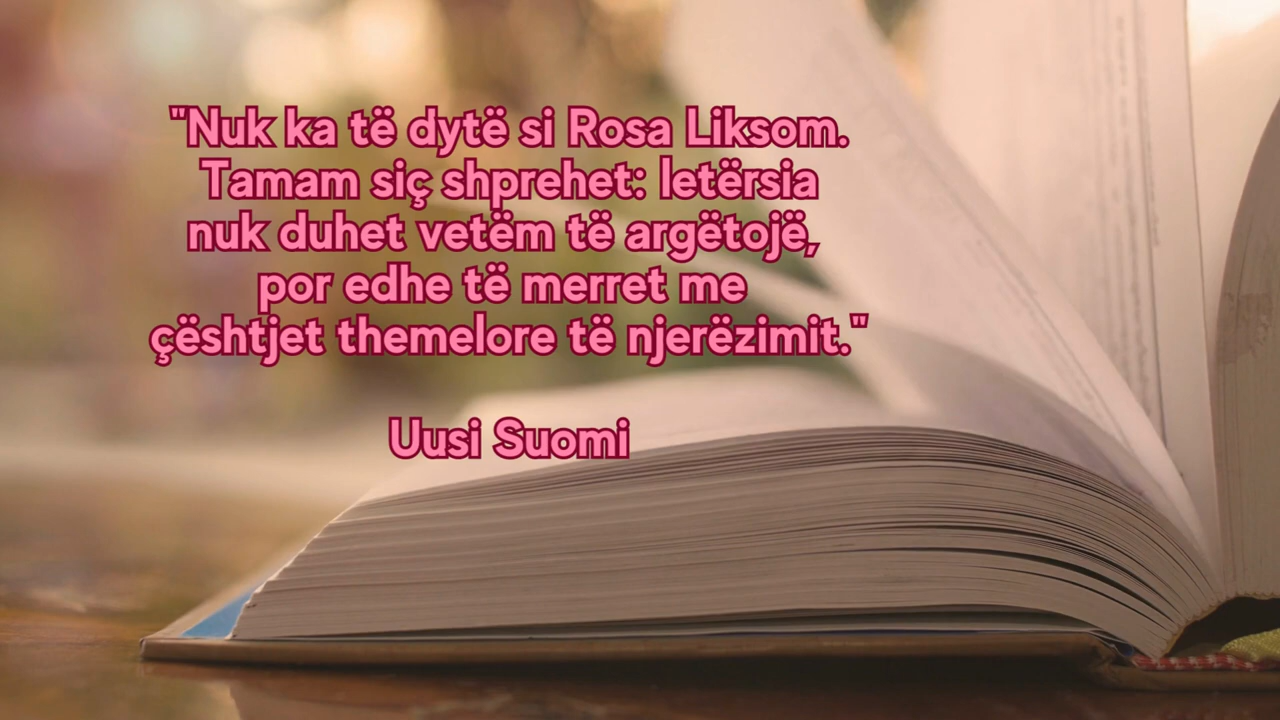 "Nuk ka të dytë si Rosa Liksom.
Tamam siç shprehet: letërsia
nuk duhet vetëm të argëtojë,
por edhe të merret me
çështjet themelore të njerëzimit."
Uusi Suomi